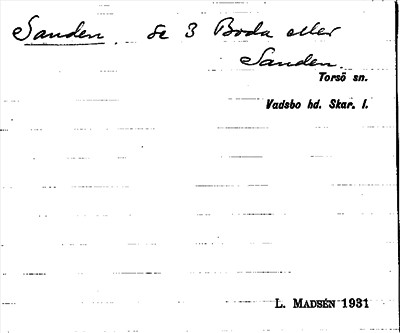 Sanden. se 3 Boda eller
Sanden.
Torsö sn.
Vadsbo hd. Skar. l.
L. MADSÉN 1931